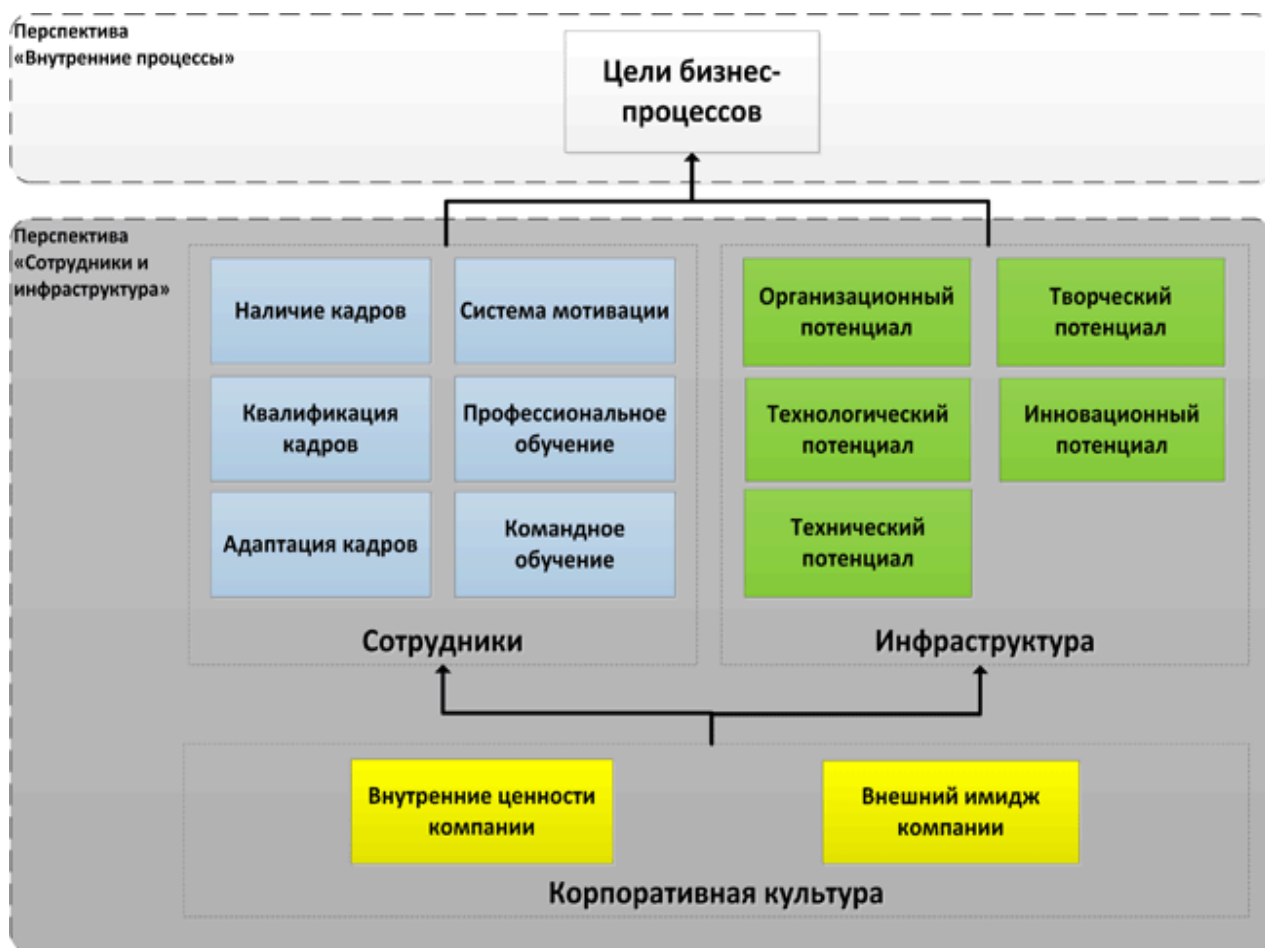 Перспектива
«Внутренние процессы»
Цели бизнес-
процессов
Перспектива
«Сотрудники и
инфраструктура»
Наличие кадров
Система мотивации
Квалификация
кадров
Профессиональное
обучение
Адаптация кадров
Командное
обучение
Сотрудники
Организационный
потенциал
Творческий
потенциал
Технологический
потенциал
Инновационный
потенциал
Технический
потенциал
Инфраструктура
Внутренние ценности
компании
Внешний имидж
компании
Корпоративная культура